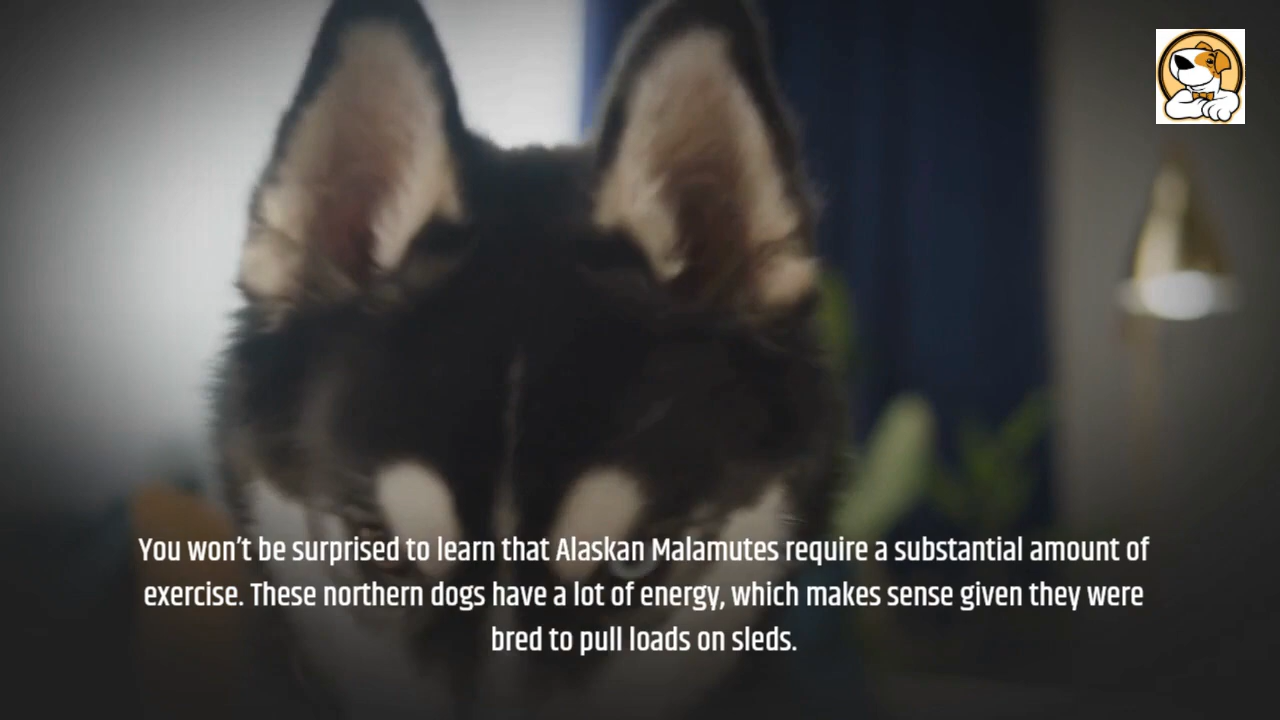 You won’t be surprised to learn that Alaskan Malamutes require a substantial amount of
exercise. These northern dogs have a lot of energy, which makes sense given they were
bred to pull loads on sleds.